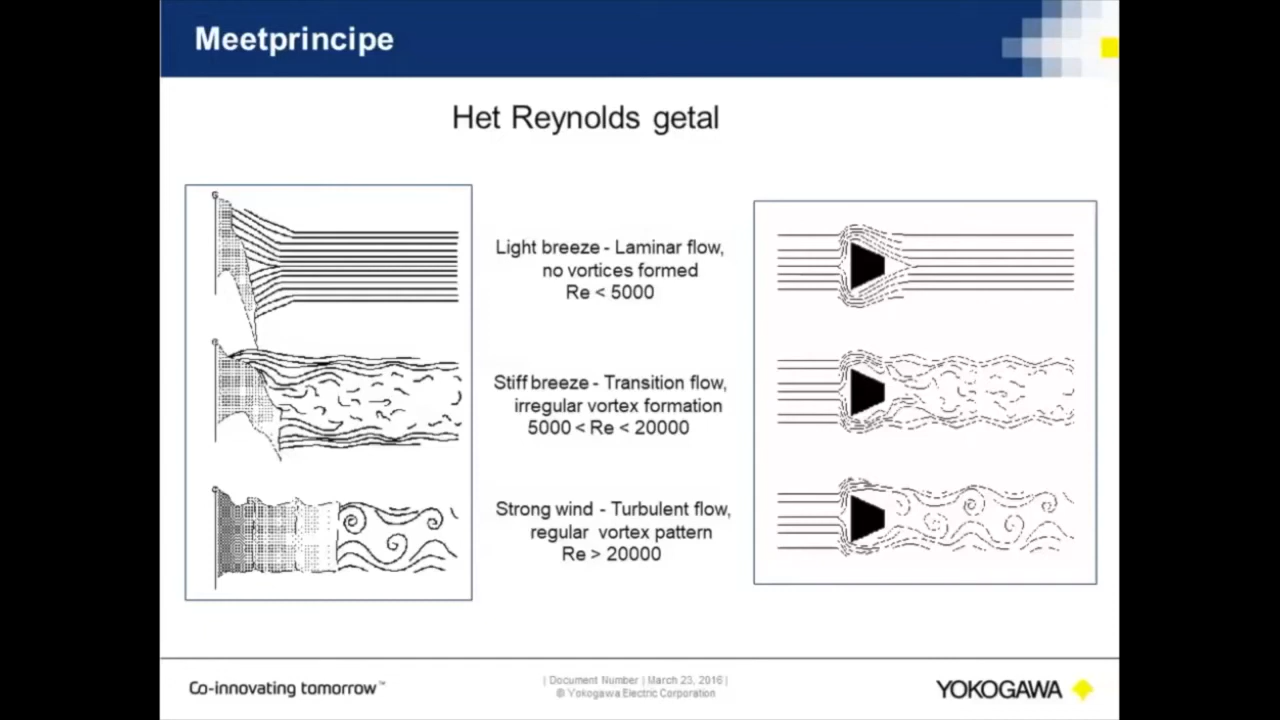 Meetprincipe
Het Reynolds getal
Light breeze - Laminar flow,
no vortices formed
Re < 5000
Stiff breeze - Transition flow,
irregular vortex formation
5000 < Re < 20000
Strong wind - Turbulent flow,
regular vortex pattern
Re > 20000
Co-innovating tomorrow™
| Document Number | March 23, 2016 |
© Yokogawa Electric Corporation
YOKOGAWA